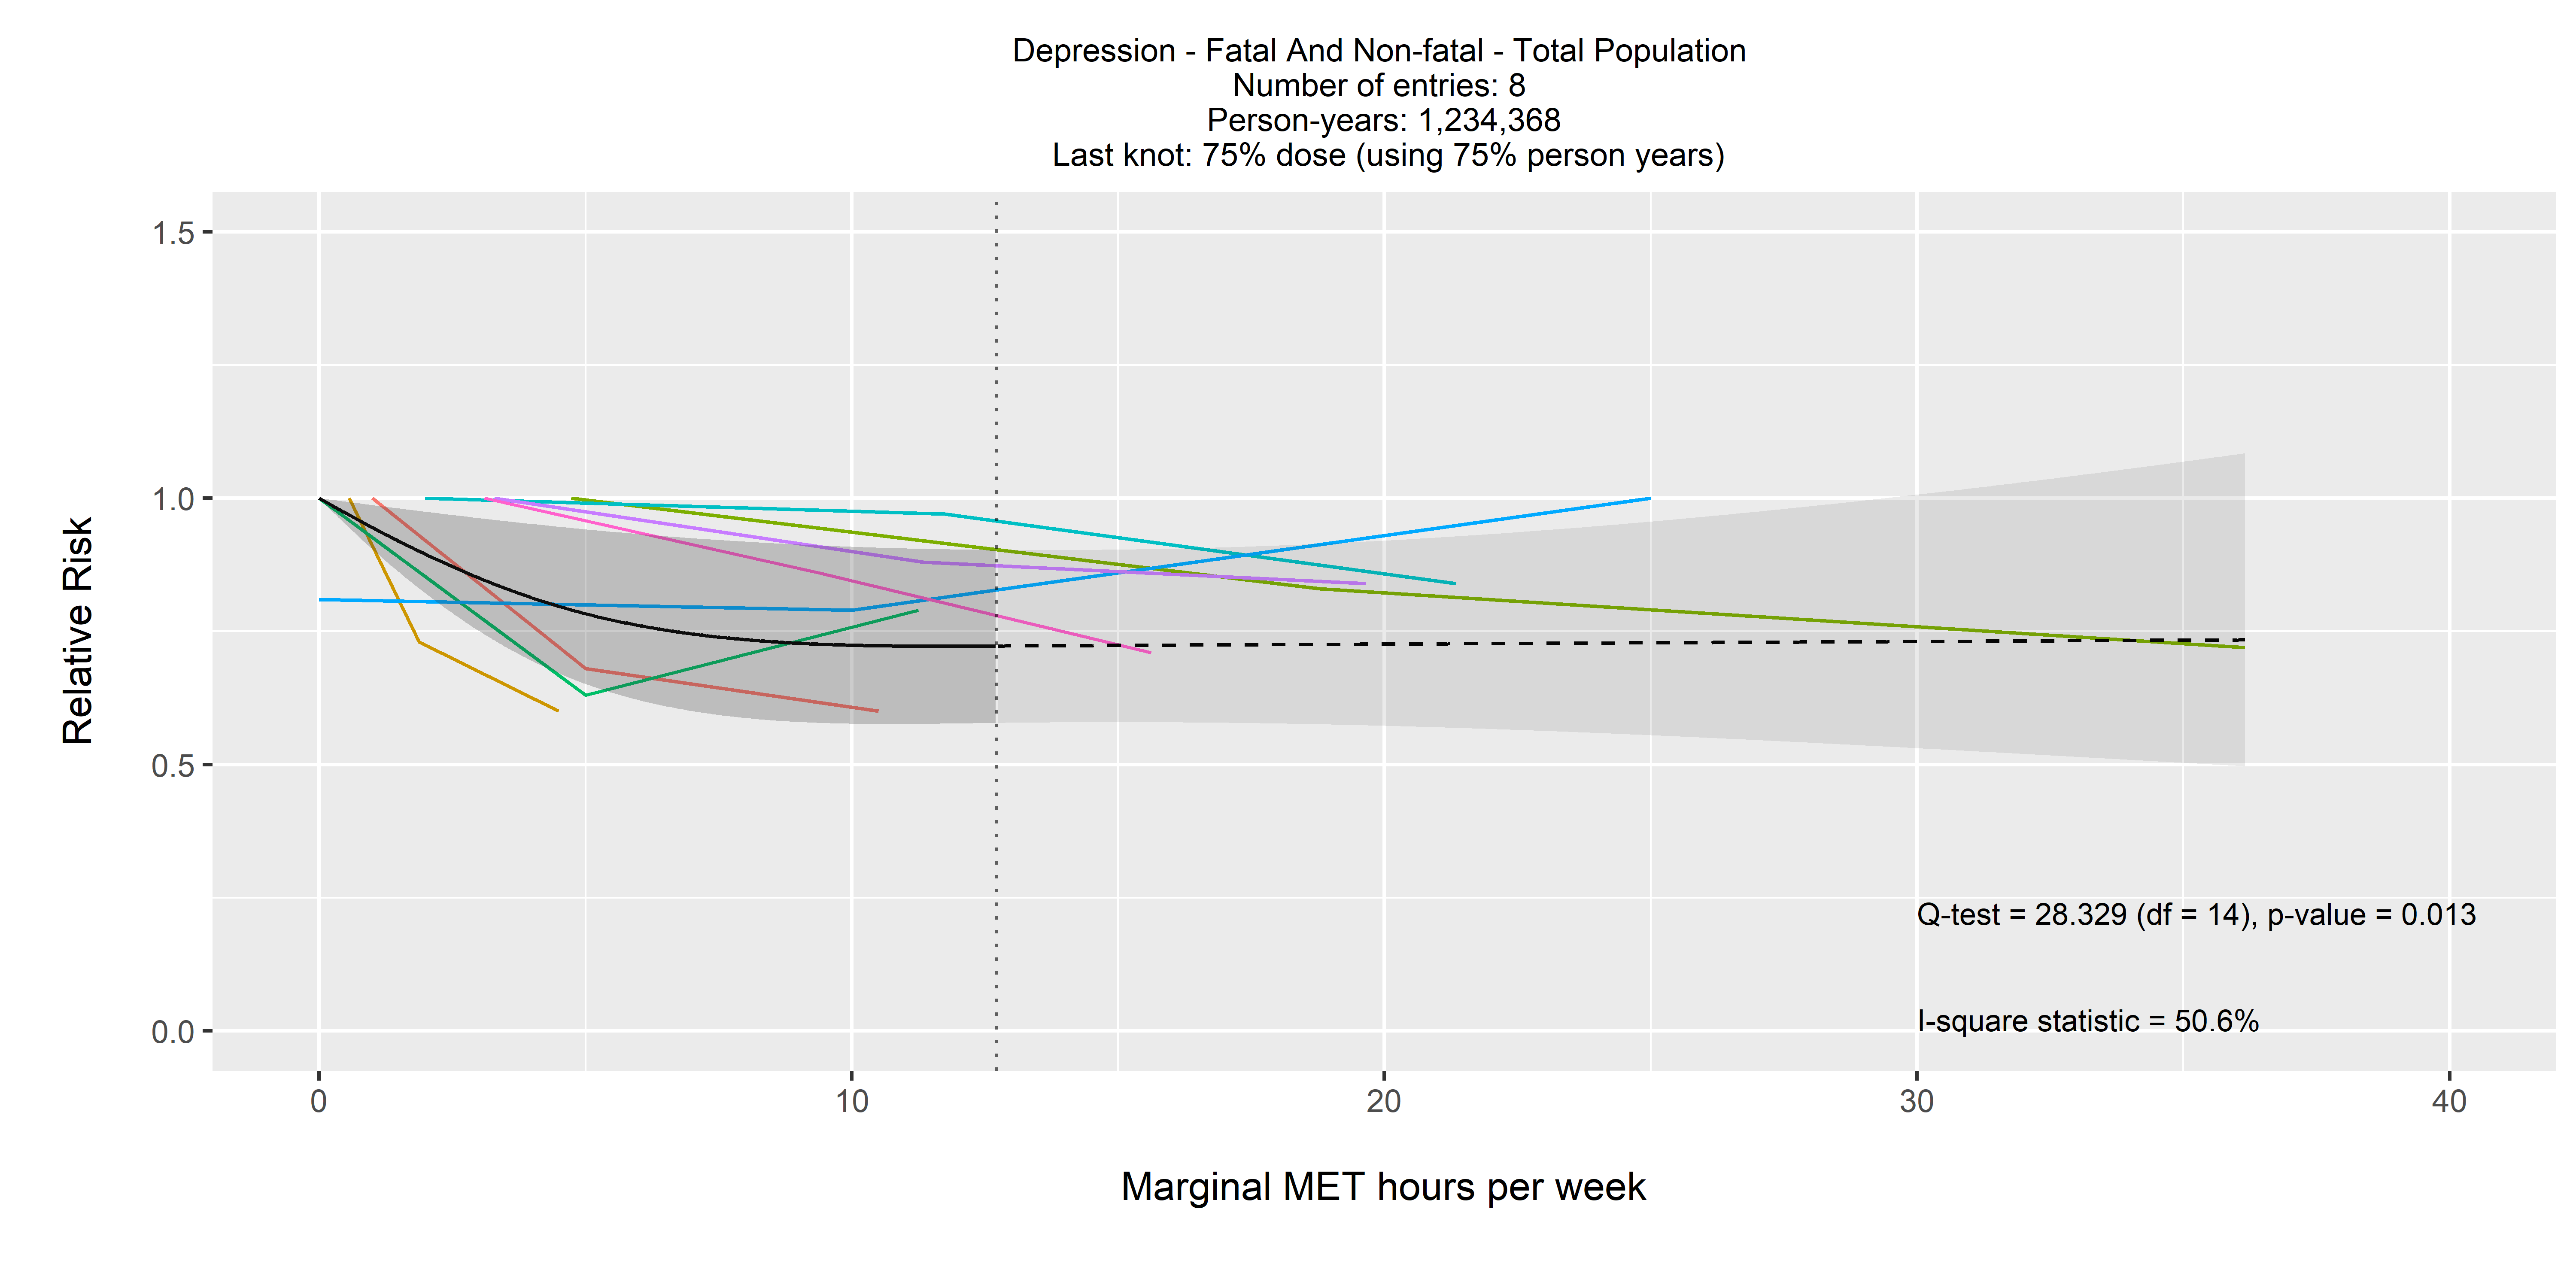 Depression - Fatal And Non-fatal - Total Population
Number of entries: 8
Person-years: 1,234,368
Last knot: 75% dose (using 75% person years)
1.5
1.0
0.5
0.0
Relative Risk
Q-test = 28.329 (df = 14), p-value = 0.013
I-square statistic = 50.6%
0 10 20 30 40
Marginal MET hours per week